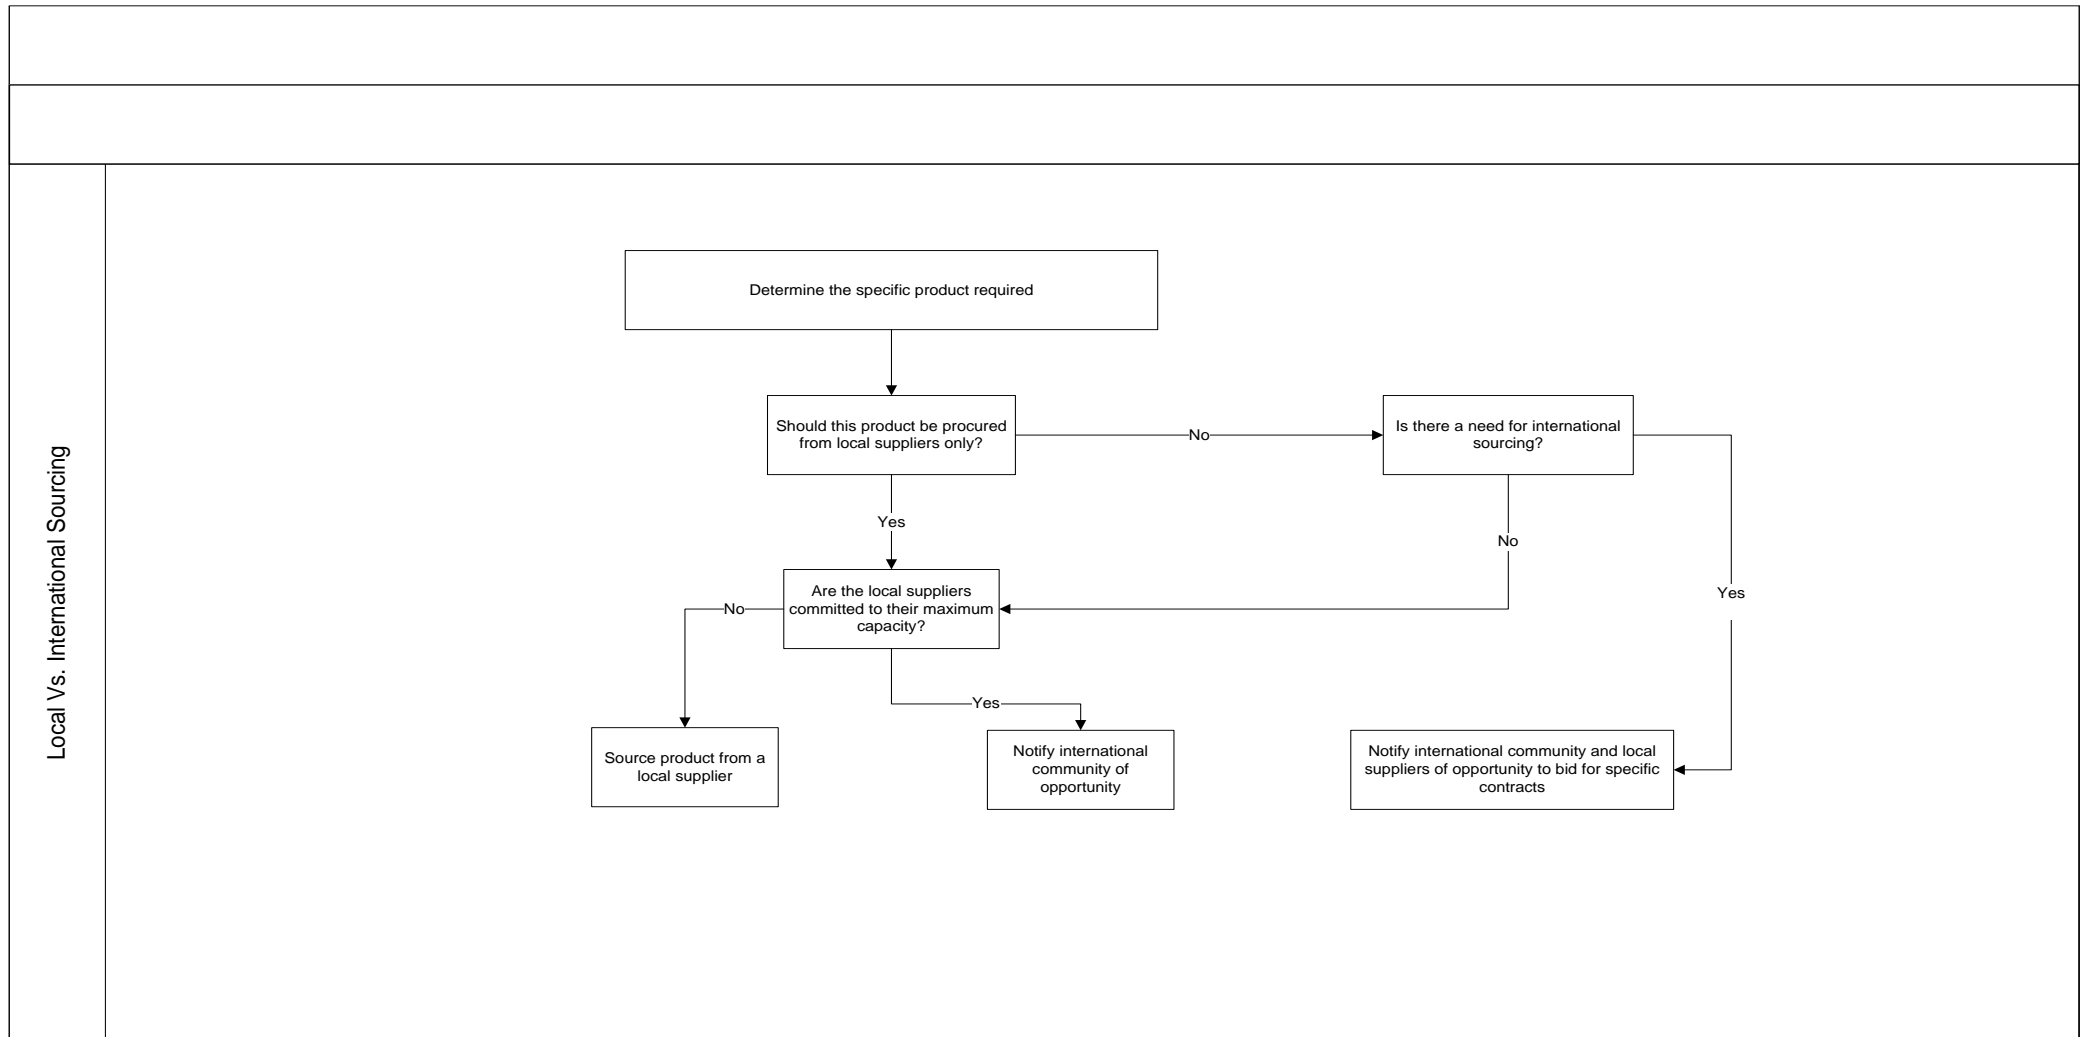 Local Vs. International Sourcing
Determine the specific product required
Should this product be procured
from local suppliers only?
No
Is there a need for international
sourcing?
Yes
No
Yes
Are the local suppliers
committed to their maximum
capacity?
No
Yes
Source product from a
local supplier
Notify international
community of
opportunity
Notify international community and local
suppliers of opportunity to bid for specific
contracts